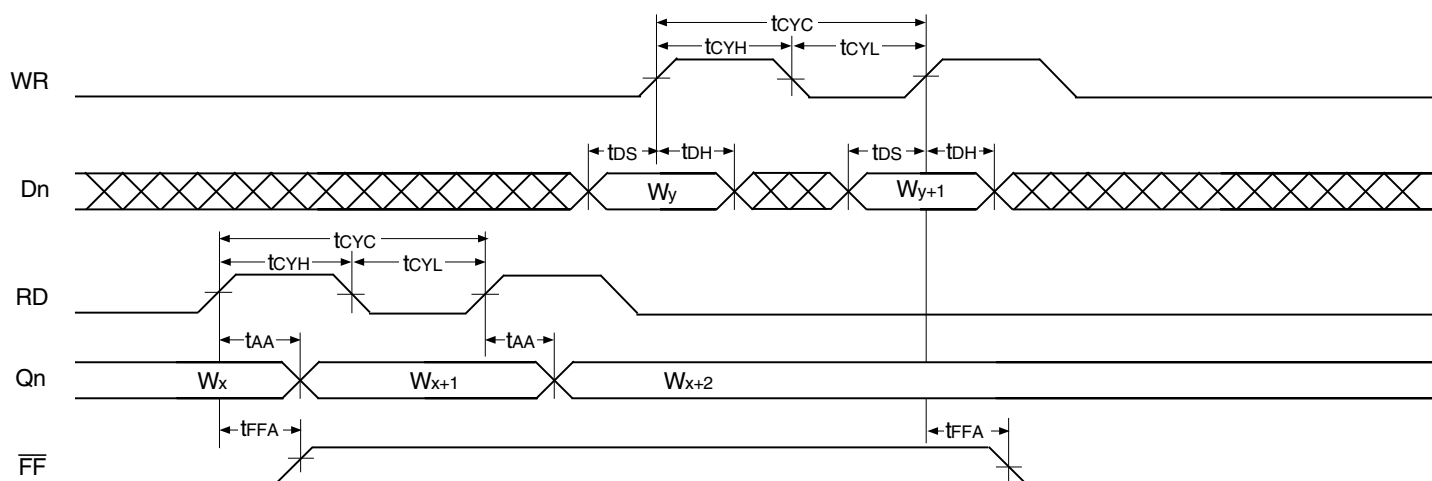 tCYC
tCYH tCYL
WR
tDS tDH tDS tDH
Dn Wy Wy+1
tCYC
tCYH tCYL
RD
tAA tAA
Qn Wx Wx+1 Wx+2
tFFA tFFA
FF